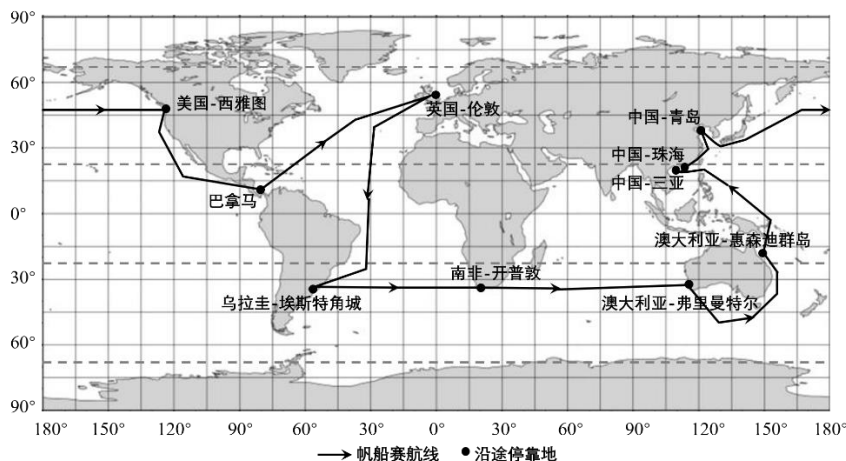 90°
60°
30°
0°
30°
60°
90°
美国-西雅图
英国-伦敦
中国-青岛
中国-珠海
中国-三亚
巴拿马
澳大利亚-惠森迪群岛
南非-开普敦
乌拉圭-埃斯特角城
澳大利亚-弗里曼特尔
180° 150° 120° 90° 60° 30° 0° 30° 60° 90° 120° 150° 180°
帆船赛航线 沿途停靠地